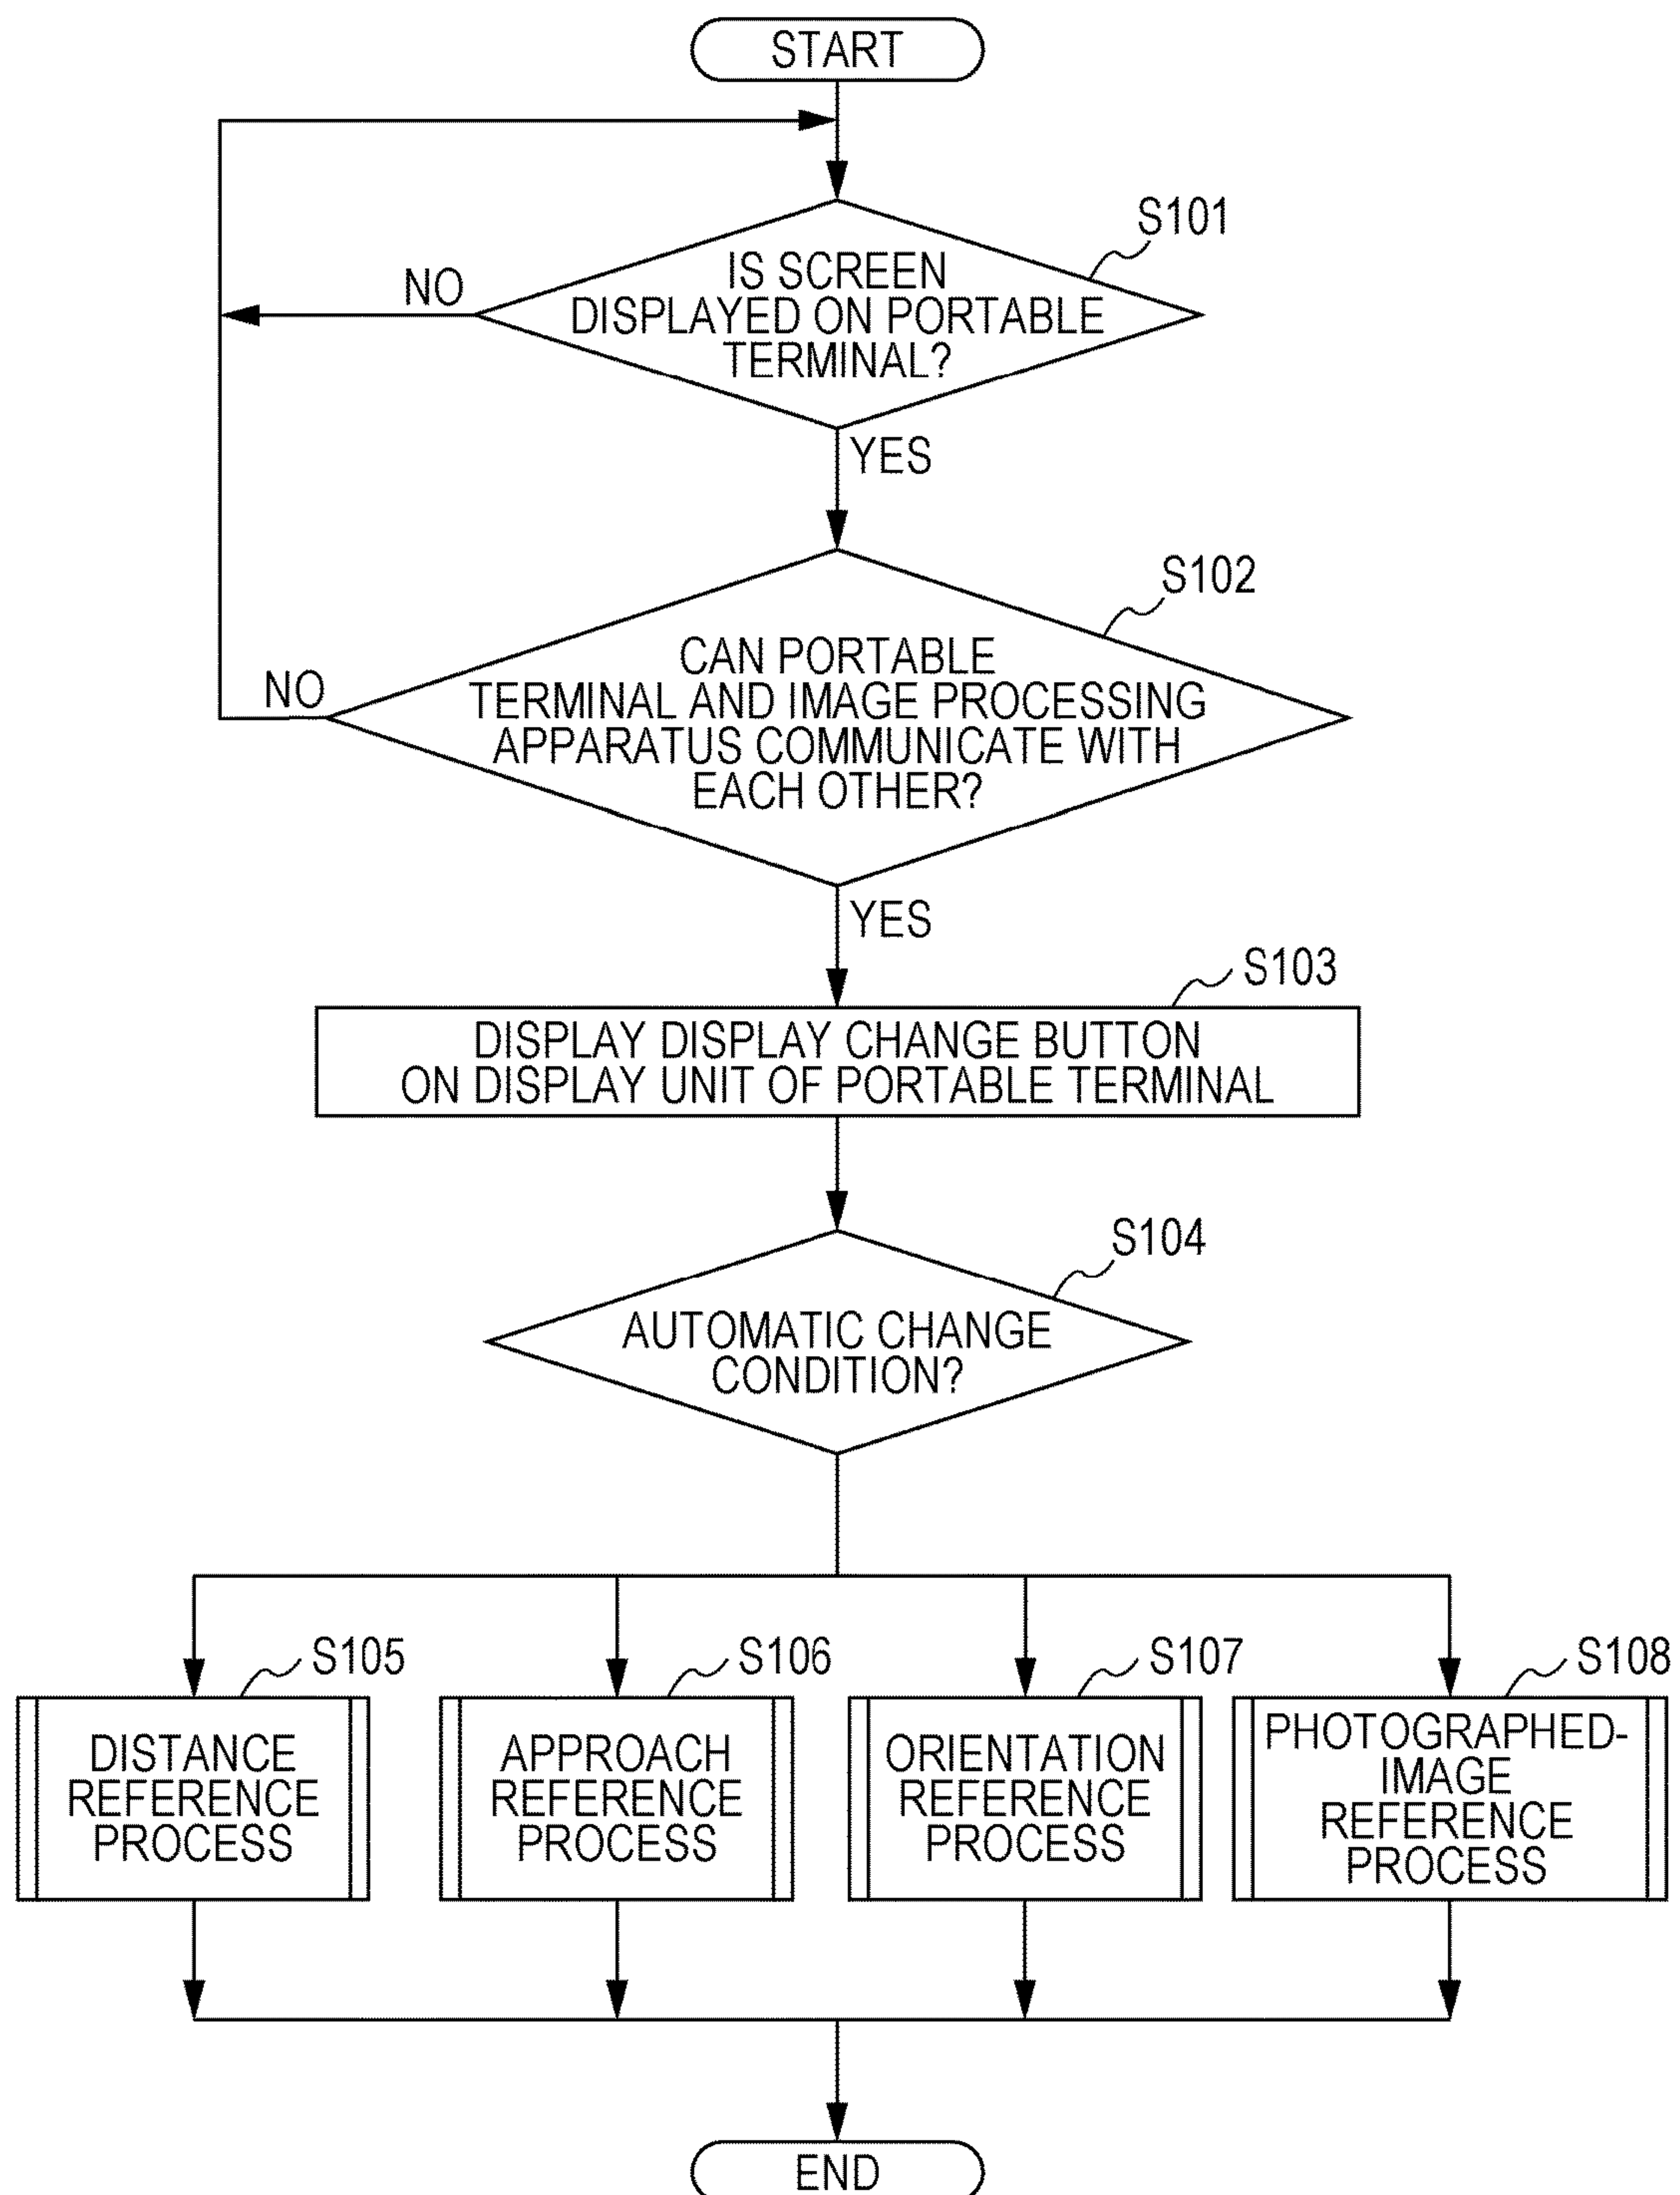 START
S101
IS SCREEN
DISPLAYED ON PORTABLE
TERMINAL?
NO
YES
S102
CAN PORTABLE
TERMINAL AND IMAGE PROCESSING
APPARATUS COMMUNICATE WITH
EACH OTHER?
NO
YES
S103
DISPLAY DISPLAY CHANGE BUTTON
ON DISPLAY UNIT OF PORTABLE TERMINAL
S104
AUTOMATIC CHANGE
CONDITION?
S105
DISTANCE
REFERENCE
PROCESS
S106
APPROACH
REFERENCE
PROCESS
S107
ORIENTATION
REFERENCE
PROCESS
S108
PHOTOGRAPHED-
IMAGE
REFERENCE
PROCESS
END